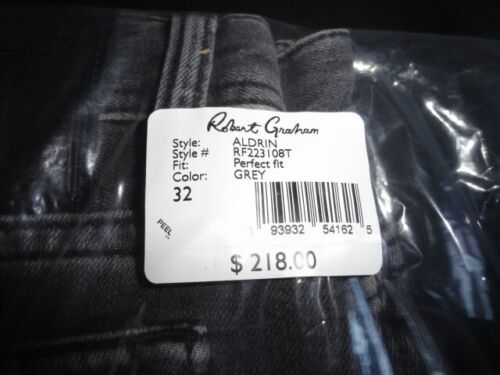 Robert Graham
Style: ALDRIN
Style # RF223108T
Fit: Perfect fit
Color: GREY
32
1 93932 54162 5
PEEL
$ 218.00